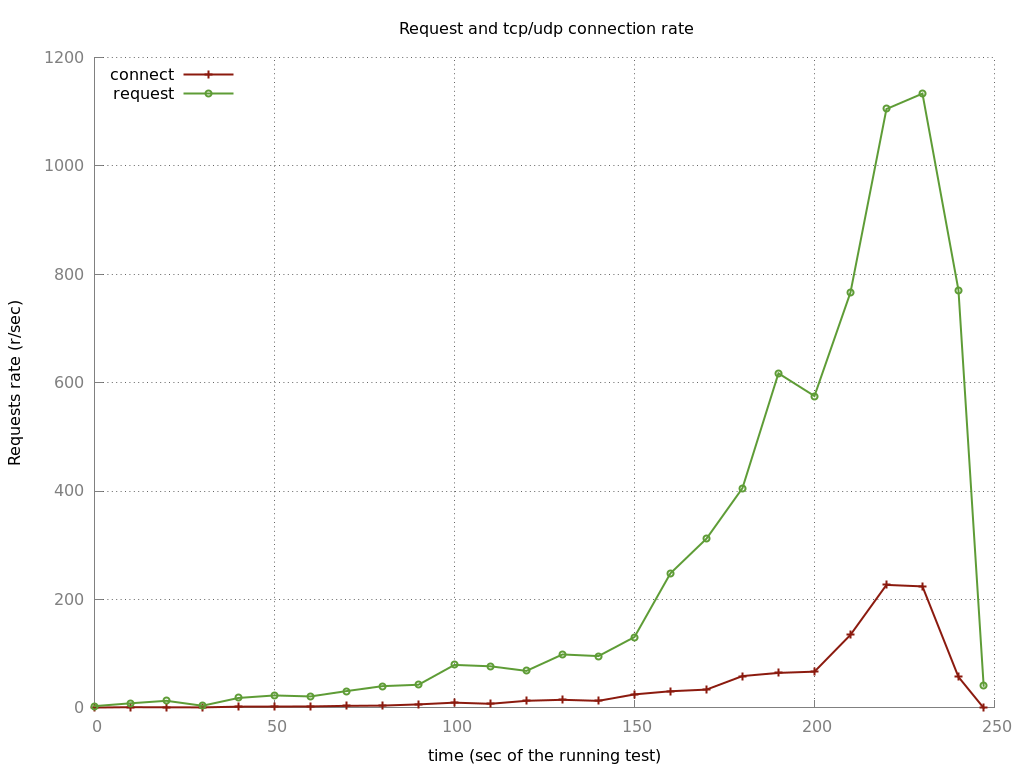 Request and tcp/udp connection rate
connect
request
1200
1000
800
600
400
200
0
Requests rate (r/sec)
0 50 100 150 200 250
time (sec of the running test)